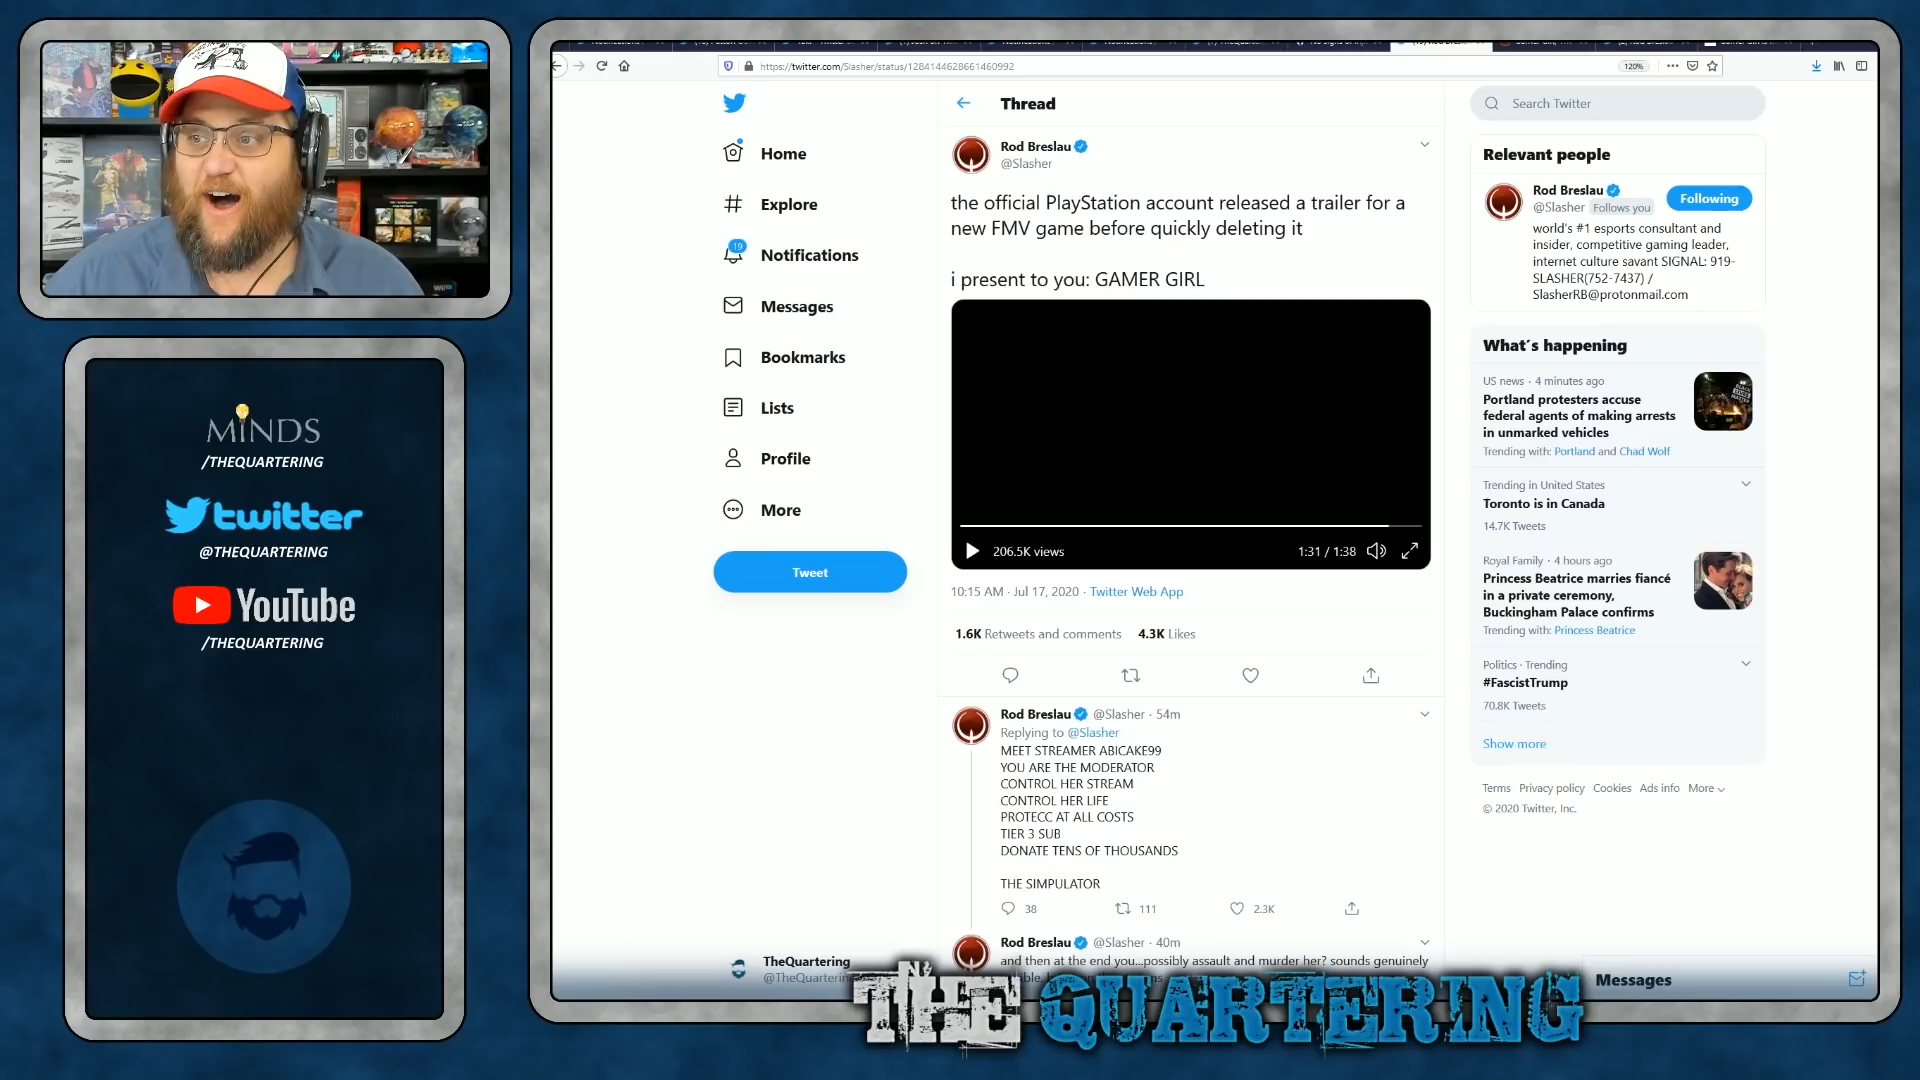 MINDS
/THEQUARTERING
twitter
@THEQUARTERING
YouTube
/THEQUARTERING
https://twitter.com/Slasher/status/1284144628661460992
120%
Home
Explore
19
Notifications
Messages
Bookmarks
Lists
Profile
More
Tweet
TheQuartering
Thread
Rod Breslau
@Slasher
the official PlayStation account released a trailer for a
new FMV game before quickly deleting it
i present to you: GAMER GIRL
206.5K views
1:31 / 1:38
10:15 AM · Jul 17, 2020 · Twitter Web App
1.6K Retweets and comments 4.3K Likes
Rod Breslau @Slasher · 54m
Replying to @Slasher
MEET STREAMER ABICAKE99
YOU ARE THE MODERATOR
CONTROL HER STREAM
CONTROL HER LIFE
PROTECC AT ALL COSTS
TIER 3 SUB
DONATE TENS OF THOUSANDS
THE SIMPULATOR
38 111 2.3K
Rod Breslau @Slasher · 40m
and then at the end you...possibly assault and murder her? sounds genuinely
Search Twitter
Relevant people
Rod Breslau
@Slasher Follows you
Following
world's #1 esports consultant and
insider, competitive gaming leader,
internet culture savant SIGNAL: 919-
SLASHER(752-7437) /
SlasherRB@protonmail.com
What's happening
US news · 4 minutes ago
Portland protesters accuse
federal agents of making arrests
in unmarked vehicles
Trending with: Portland and Chad Wolf
Trending in United States
Toronto is in Canada
14.7K Tweets
Royal Family · 4 hours ago
Princess Beatrice marries fiancé
in a private ceremony,
Buckingham Palace confirms
Trending with: Princess Beatrice
Politics · Trending
#FascistTrump
70.8K Tweets
Show more
Terms Privacy policy Cookies Ads info More
© 2020 Twitter, Inc.
Messages
THE QUARTERING